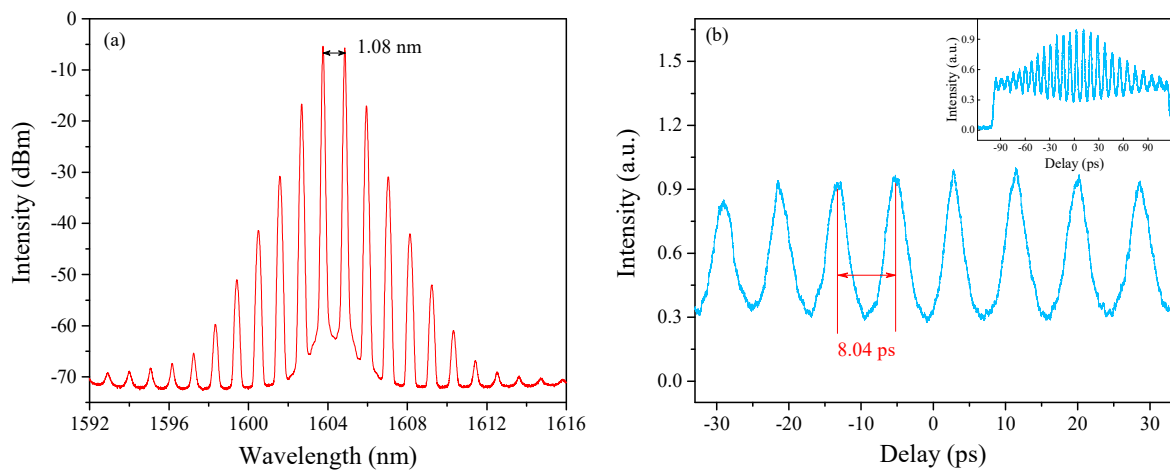 (a)
1.08 nm
Intensity (dBm)
0
-10
-20
-30
-40
-50
-60
-70
1592 1596 1600 1604 1608 1612 1616
Wavelength (nm)
(b)
Intensity (a.u.)
1.5
1.2
0.9
0.6
0.3
0.0
8.04 ps
-30 -20 -10 0 10 20 30
Delay (ps)
Intensity (a.u.)
0.9
0.6
0.3
0.0
-90 -60 -30 0 30 60 90
Delay (ps)